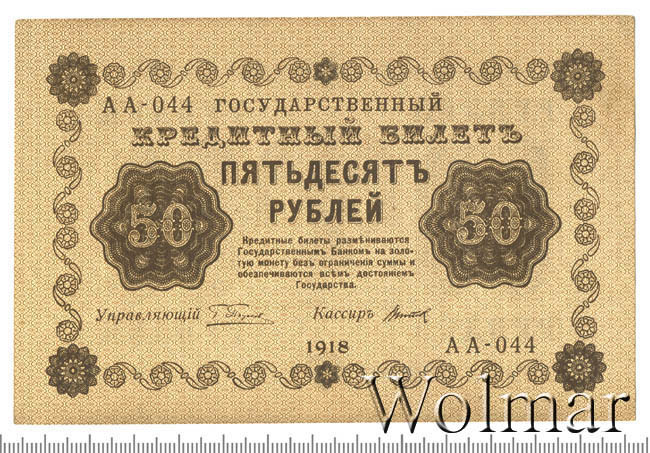 АА-044 ГОСУДАРСТВЕННЫЙ
КРЕДИТНЫЙ БИЛЕТЪ
ПЯТЬДЕСЯТЪ
РУБЛЕЙ
50
50
Кредитные билеты размѣниваются
Государственнымъ Банкомъ на золо-
тую монету безъ ограниченія суммы и
обезпечиваются всѣмъ достояніемъ
Государства.
Управляющій
Кассиръ
1918
АА-044
Wolmar